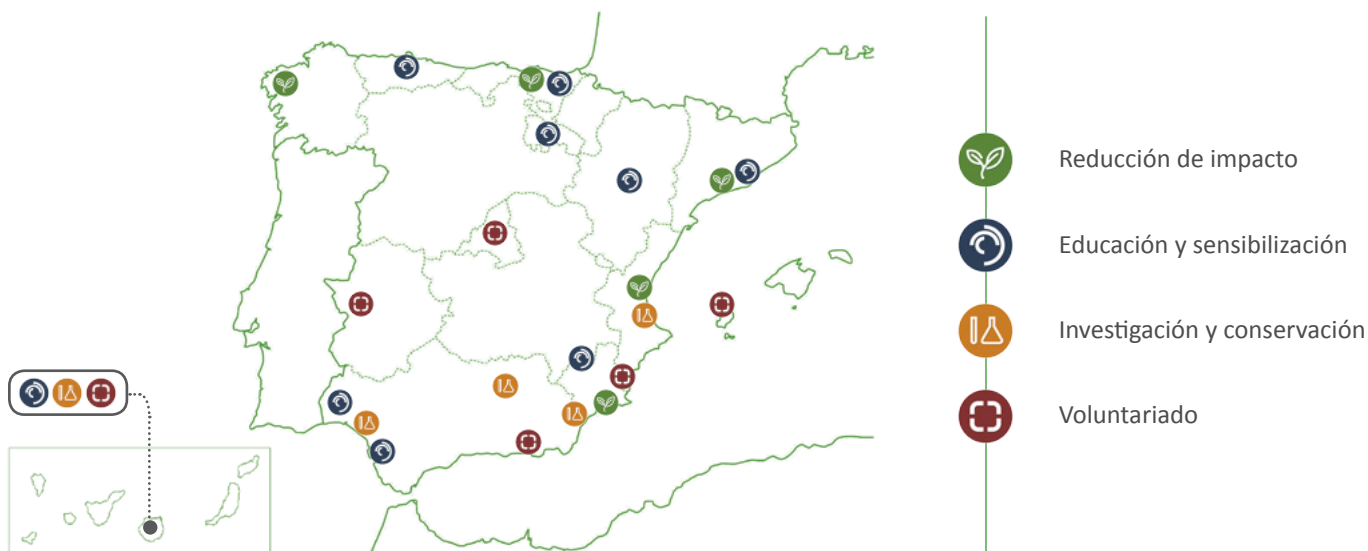 Reducción de impacto
Educación y sensibilización
Investigación y conservación
Voluntariado